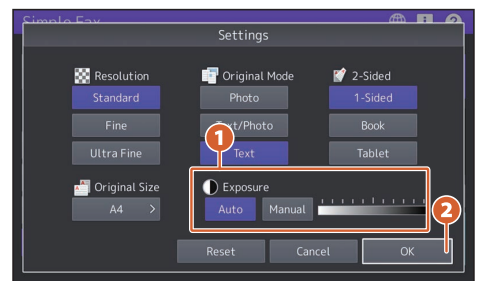 Simple Fax
Settings
Resolution
Original Mode
2-Sided
Standard
Photo
1-Sided
Fine
Text/Photo
Book
Ultra Fine
Text
Tablet
1
Original Size
Exposure
A4 >
Auto
Manual
2
Reset
Cancel
OK